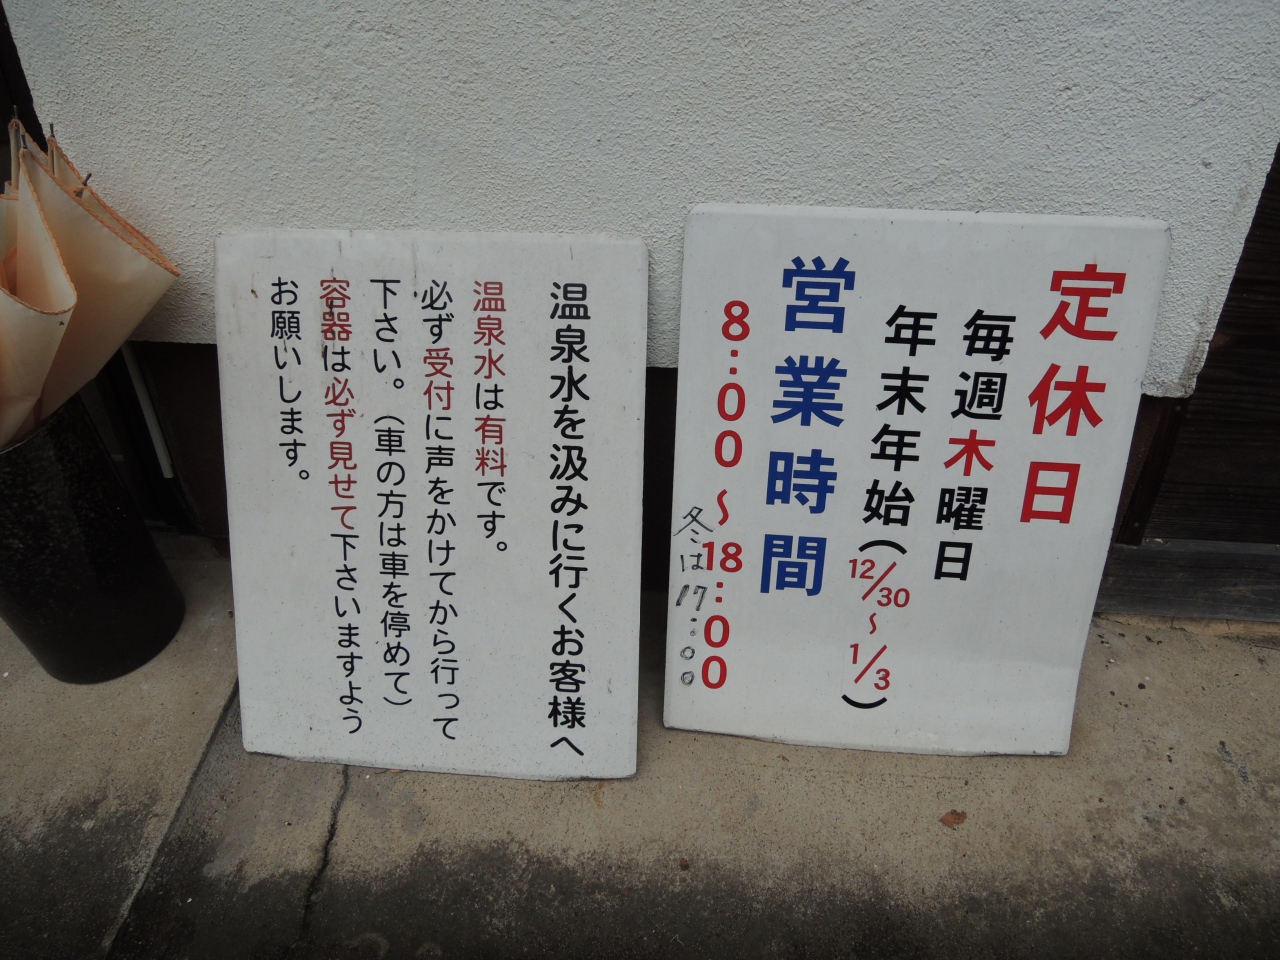 定休日
毎週木曜日
年末年始(12/30～1/3)
営業時間
8:00～18:00
冬は17:00
温泉水を汲みに行くお客様へ
温泉水は有料です。
必ず受付に声をかけてから行って
下さい。(車の方は車を停めて)
容器は必ず見せて下さいますよう
お願いします。